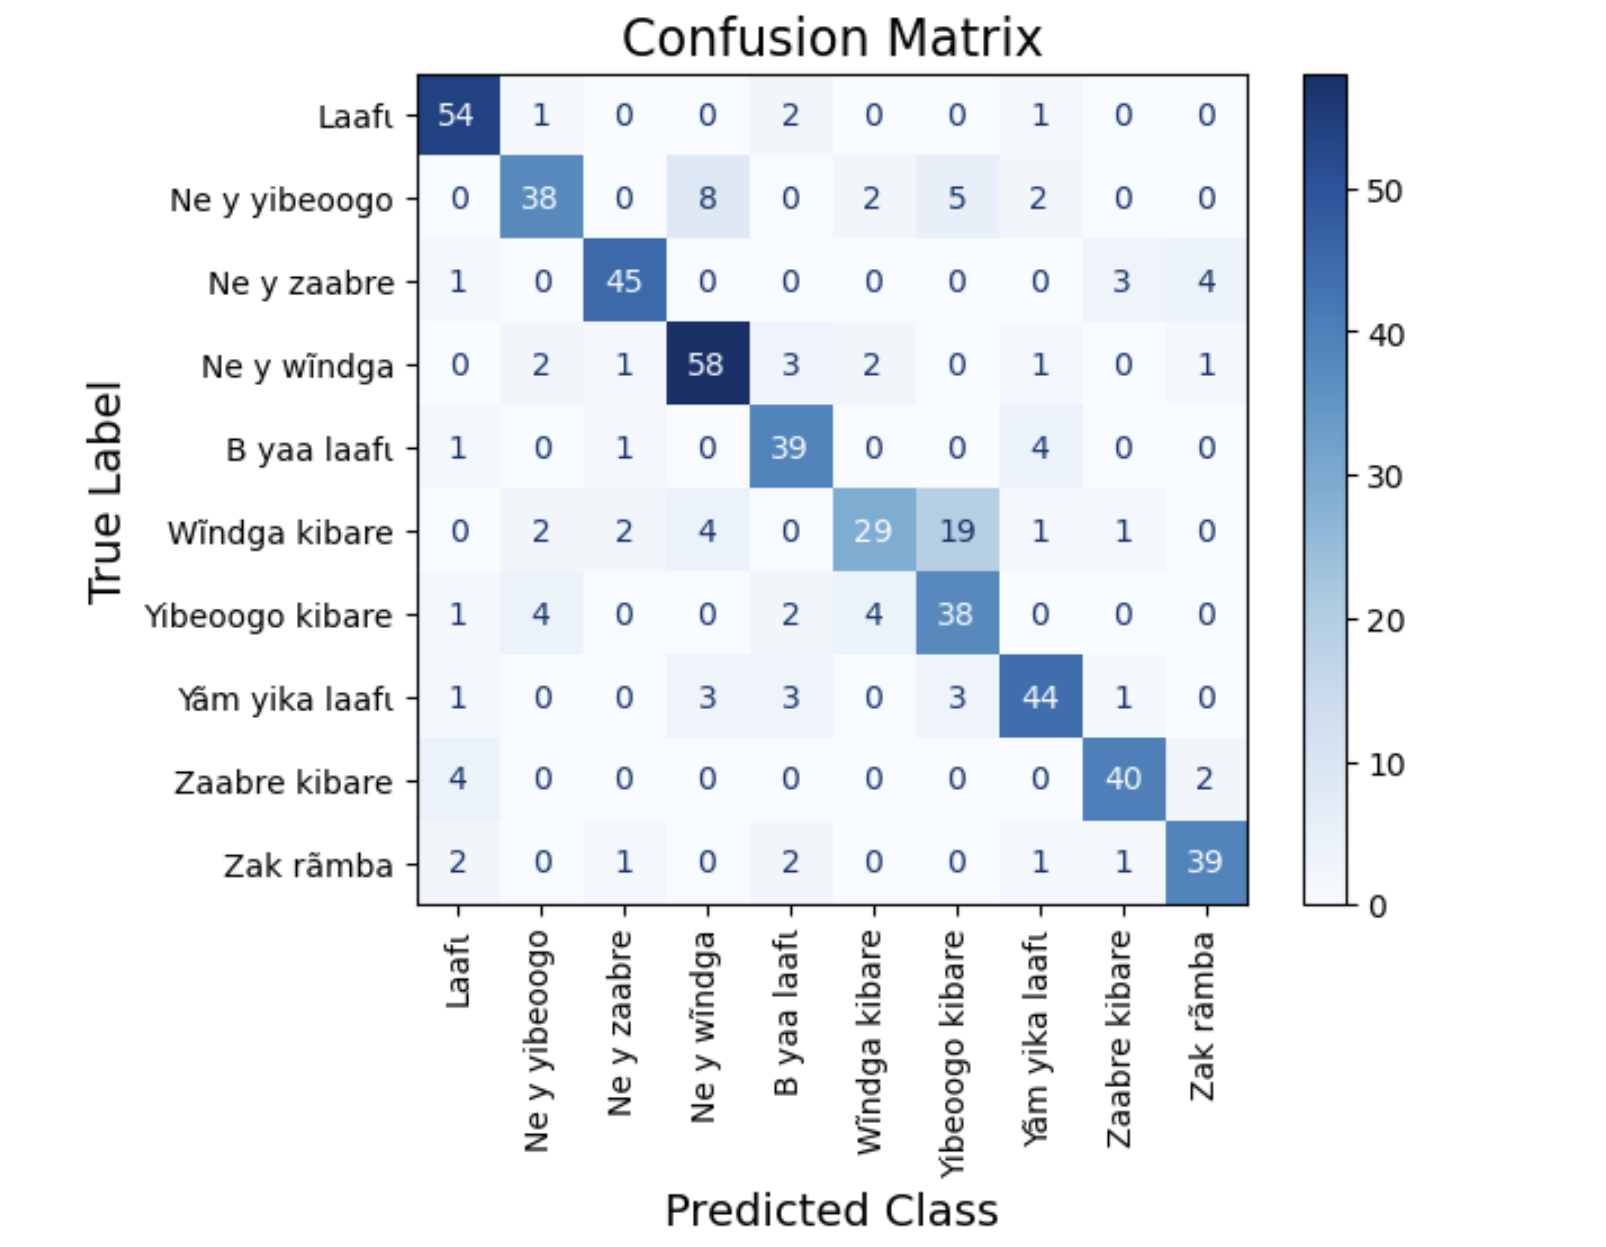 Confusion Matrix
Laafɩ 54 1 0 0 2 0 0 1 0 0
Ne y yibeoogo 0 38 0 8 0 2 5 2 0 0
Ne y zaabre 1 0 45 0 0 0 0 0 3 4
Ne y wĩndga 0 2 1 58 3 2 0 1 0 1
B yaa laafɩ 1 0 1 0 39 0 0 4 0 0
Wĩndga kibare 0 2 2 4 0 29 19 1 1 0
Yibeoogo kibare 1 4 0 0 2 4 38 0 0 0
Yãm yika laafɩ 1 0 0 3 3 0 3 44 1 0
Zaabre kibare 4 0 0 0 0 0 0 0 40 2
Zak rãmba 2 0 1 0 2 0 0 1 1 39
True Label
Laafɩ
Ne y yibeoogo
Ne y zaabre
Ne y wĩndga
B yaa laafɩ
Wĩndga kibare
Yibeoogo kibare
Yãm yika laafɩ
Zaabre kibare
Zak rãmba
Predicted Class
50
40
30
20
10
0